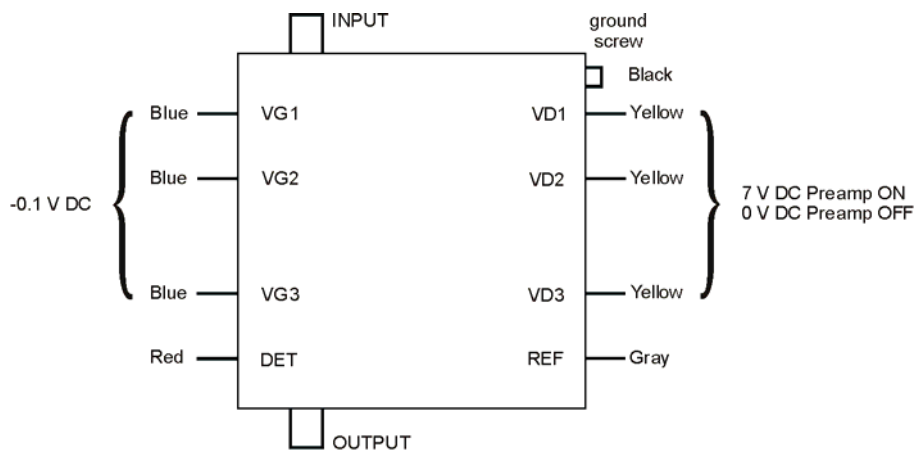 INPUT
ground
screw
Black
Blue VG1 VD1 Yellow
Blue VG2 VD2 Yellow
-0.1 V DC
7 V DC Preamp ON
0 V DC Preamp OFF
Blue VG3 VD3 Yellow
Red DET REF Gray
OUTPUT